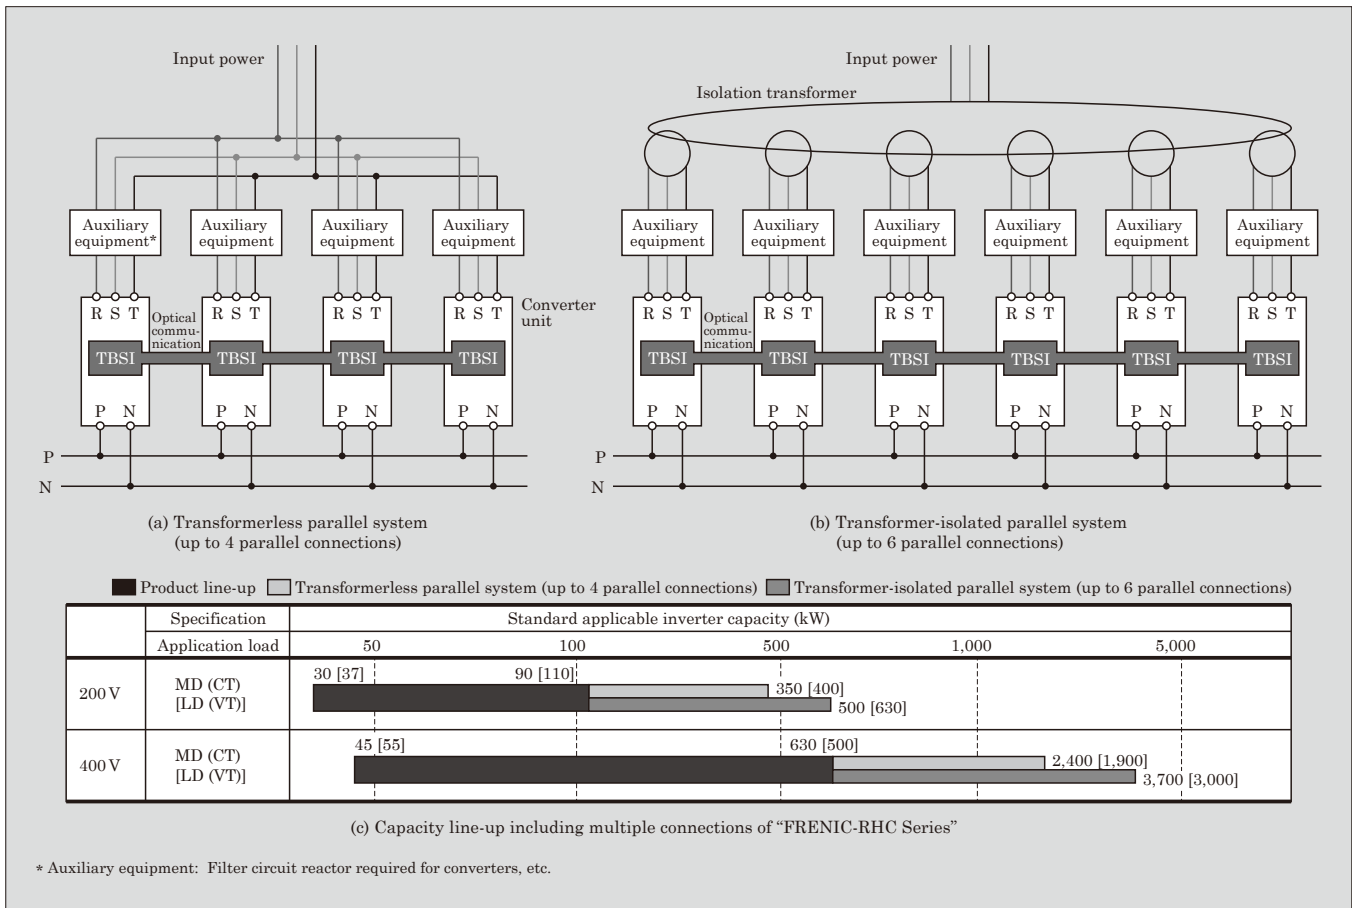 Input power
Auxiliary
equipment*
Auxiliary
equipment
Auxiliary
equipment
Auxiliary
equipment
R S T
R S T
R S T
R S T
Optical
commu-
nication
Converter
unit
TBSI
TBSI
TBSI
TBSI
P N
P N
P N
P N
P
N
(a) Transformerless parallel system
(up to 4 parallel connections)
Input power
Isolation transformer
Auxiliary
equipment
Auxiliary
equipment
Auxiliary
equipment
Auxiliary
equipment
Auxiliary
equipment
Auxiliary
equipment
R S T
R S T
R S T
R S T
R S T
R S T
Optical
commu-
nication
TBSI
TBSI
TBSI
TBSI
TBSI
TBSI
P N
P N
P N
P N
P N
P N
P
N
(b) Transformer-isolated parallel system
(up to 6 parallel connections)
Product line-up Transformerless parallel system (up to 4 parallel connections) Transformer-isolated parallel system (up to 6 parallel connections)
Specification Standard applicable inverter capacity (kW)
Application load 50 100 500 1,000 5,000
200 V
MD (CT)
[LD (VT)]
30 [37] 90 [110]
350 [400]
500 [630]
400 V
MD (CT)
[LD (VT)]
45 [55] 630 [500]
2,400 [1,900]
3,700 [3,000]
(c) Capacity line-up including multiple connections of “FRENIC-RHC Series”
* Auxiliary equipment: Filter circuit reactor required for converters, etc.